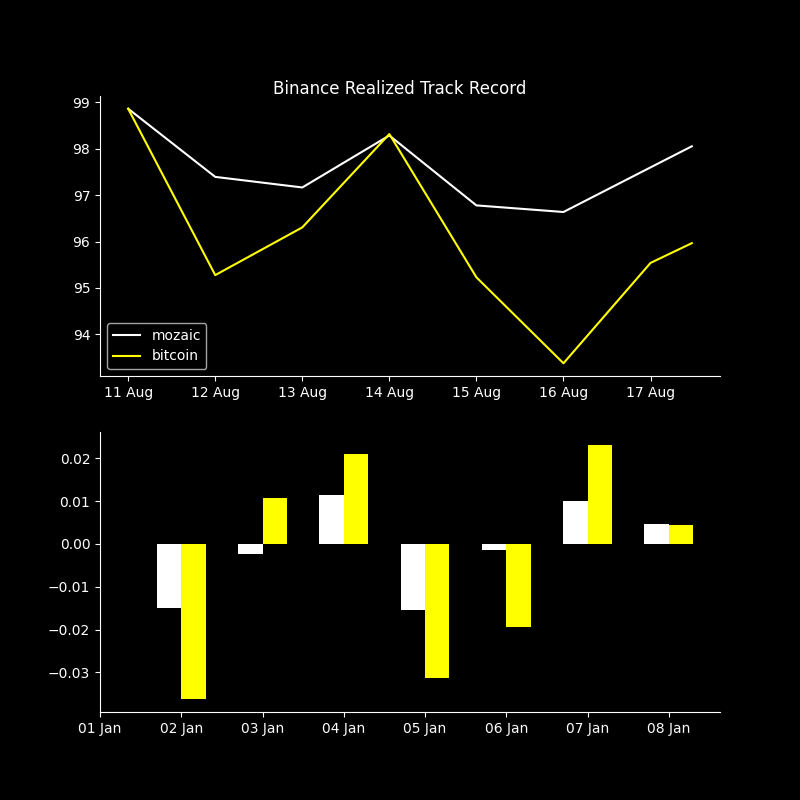 Binance Realized Track Record
99
98
97
96
95
94
mozaic
bitcoin
11 Aug 12 Aug 13 Aug 14 Aug 15 Aug 16 Aug 17 Aug
0.02
0.01
0.00
−0.01
−0.02
−0.03
01 Jan 02 Jan 03 Jan 04 Jan 05 Jan 06 Jan 07 Jan 08 Jan